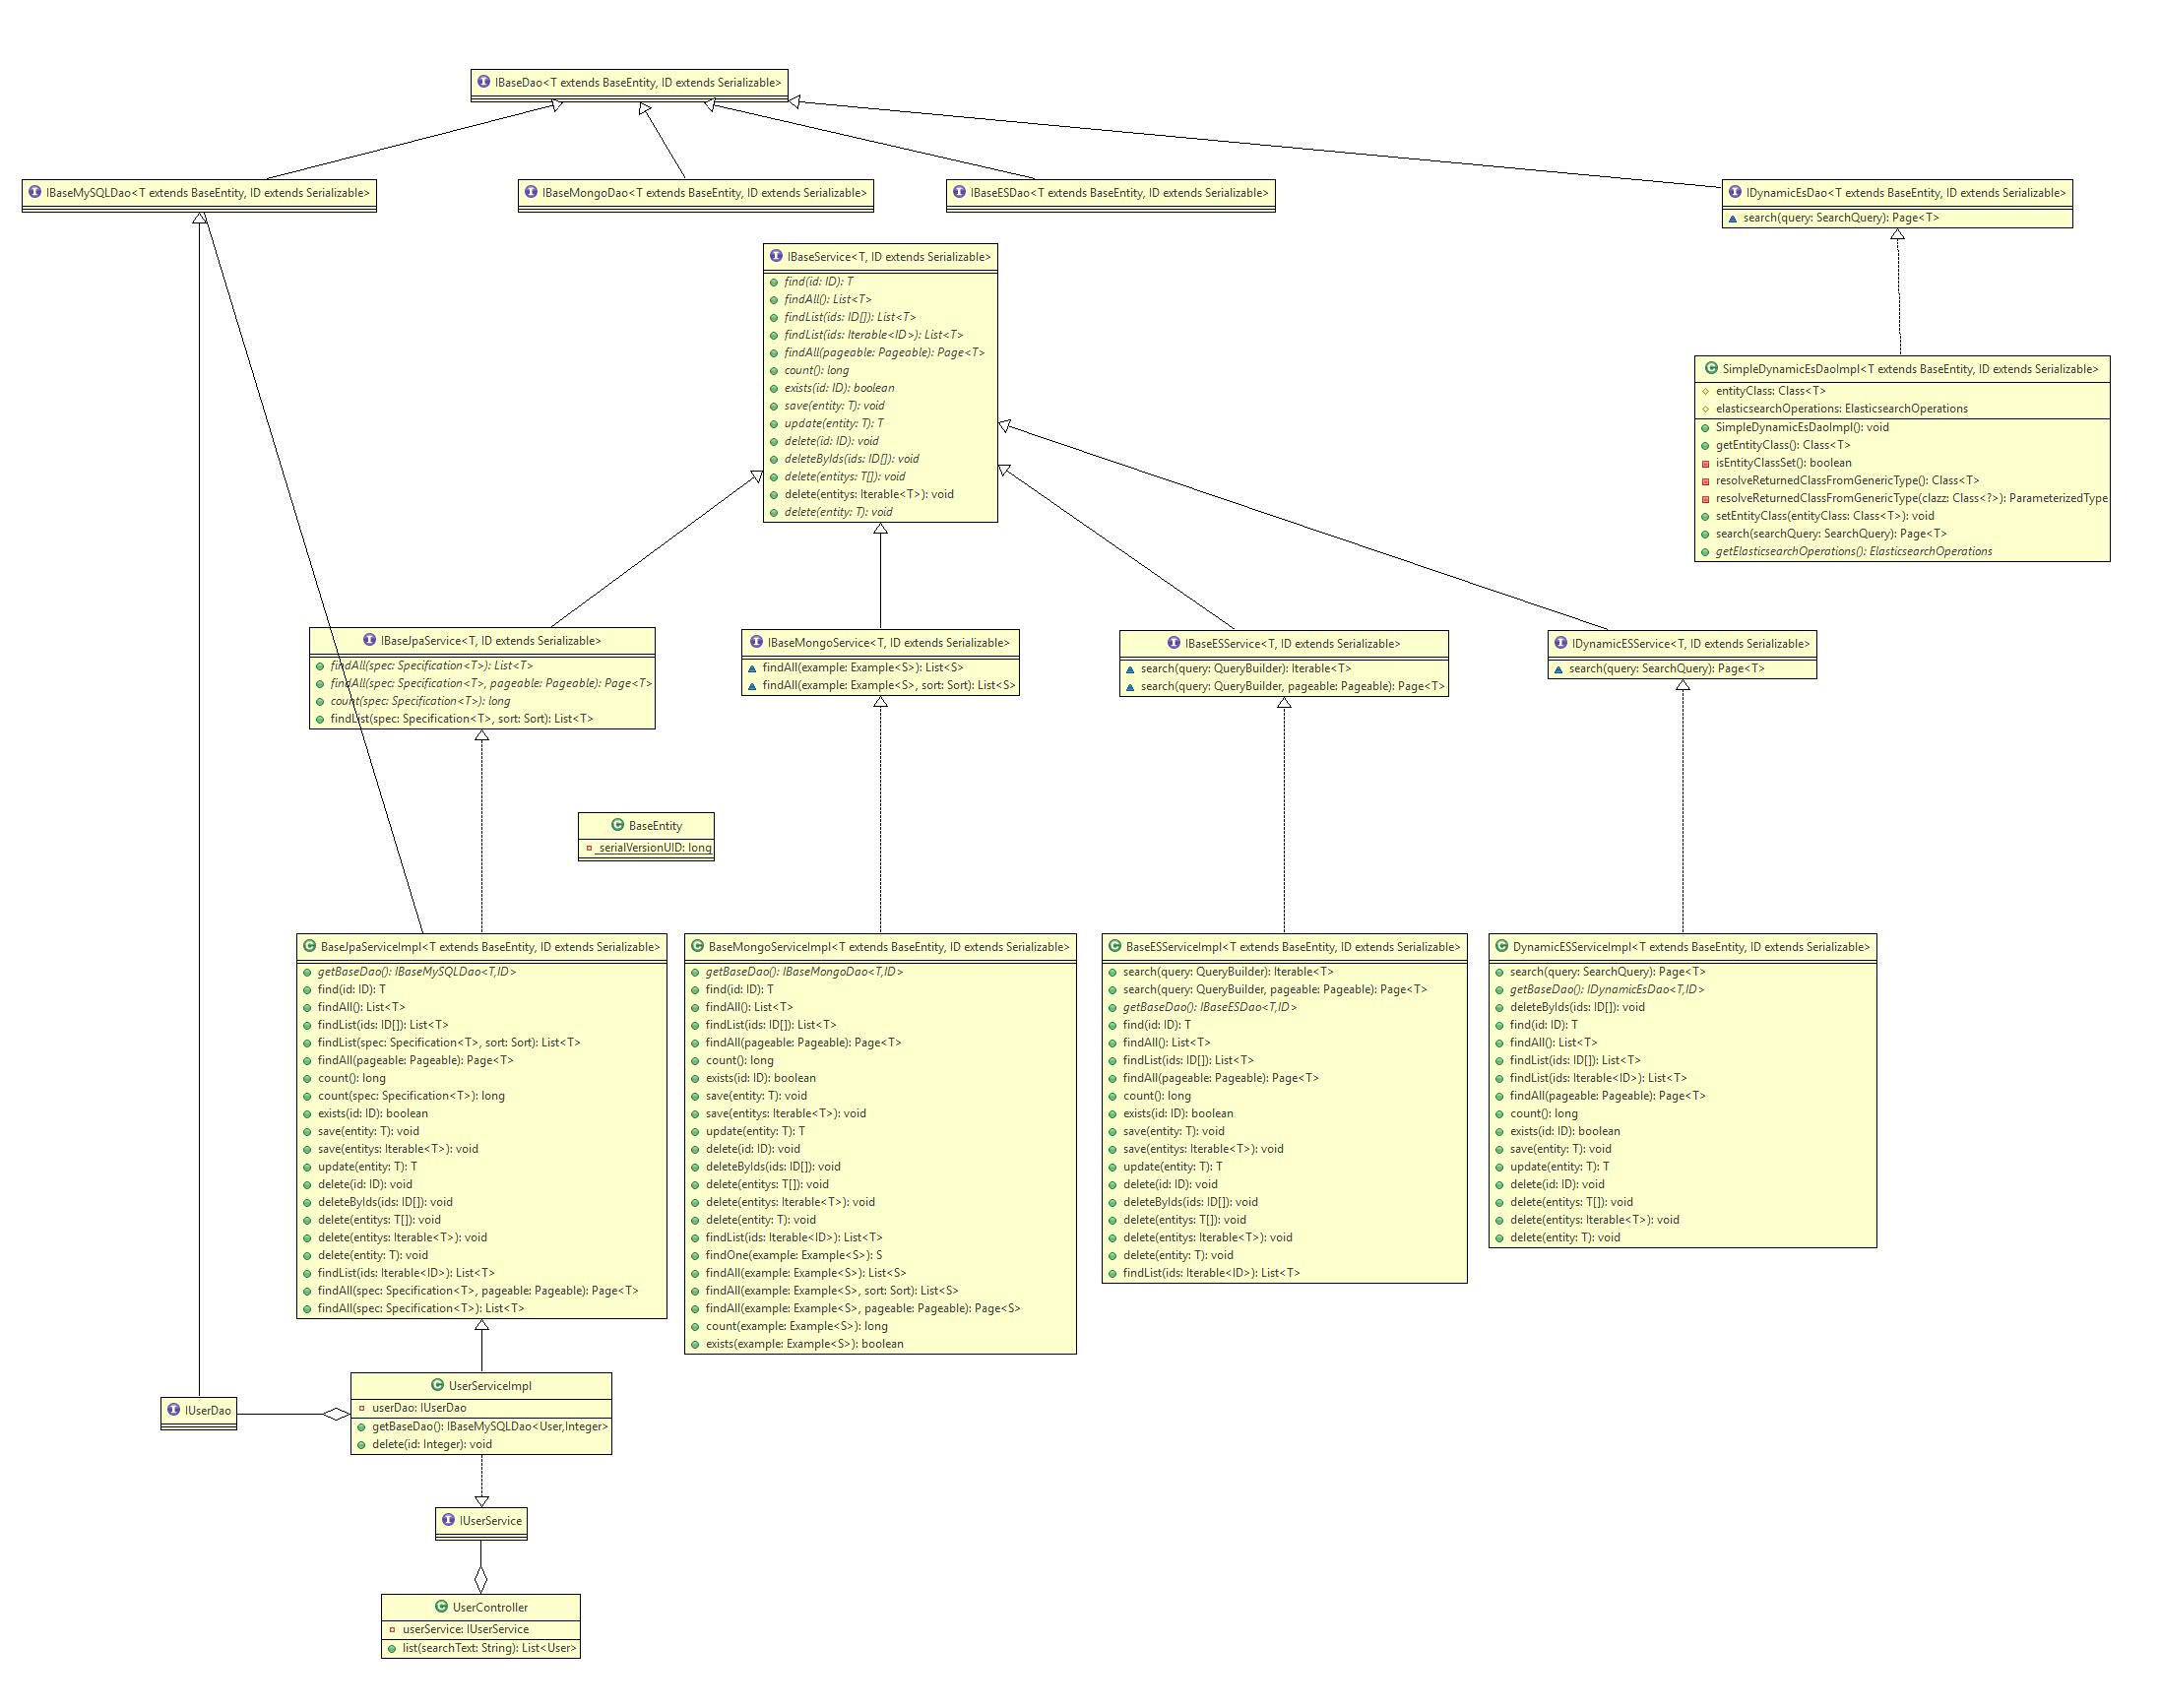 IBaseDao<T extends BaseEntity, ID extends Serializable>
IBaseMySQLDao<T extends BaseEntity, ID extends Serializable>
IBaseMongoDao<T extends BaseEntity, ID extends Serializable>
IBaseESDao<T extends BaseEntity, ID extends Serializable>
IDynamicEsDao<T extends BaseEntity, ID extends Serializable>
search(query: SearchQuery): Page<T>
IBaseService<T, ID extends Serializable>
find(id: ID): T
findAll(): List<T>
findList(ids: ID[]): List<T>
findList(ids: Iterable<ID>): List<T>
findAll(pageable: Pageable): Page<T>
count(): long
exists(id: ID): boolean
save(entity: T): void
update(entity: T): T
delete(id: ID): void
deleteByIds(ids: ID[]): void
delete(entitys: T[]): void
delete(entitys: Iterable<T>): void
delete(entity: T): void
SimpleDynamicEsDaoImpl<T extends BaseEntity, ID extends Serializable>
entityClass: Class<T>
elasticsearchOperations: ElasticsearchOperations
SimpleDynamicEsDaoImpl(): void
getEntityClass(): Class<T>
isEntityClassSet(): boolean
resolveReturnedClassFromGenericType(): Class<T>
resolveReturnedClassFromGenericType(clazz: Class<?>): ParameterizedType
setEntityClass(entityClass: Class<T>): void
search(searchQuery: SearchQuery): Page<T>
getElasticsearchOperations(): ElasticsearchOperations
IBaseJpaService<T, ID extends Serializable>
findAll(spec: Specification<T>): List<T>
findAll(spec: Specification<T>, pageable: Pageable): Page<T>
count(spec: Specification<T>): long
findList(spec: Specification<T>, sort: Sort): List<T>
IBaseMongoService<T, ID extends Serializable>
findAll(example: Example<S>): List<S>
findAll(example: Example<S>, sort: Sort): List<S>
IBaseESService<T, ID extends Serializable>
search(query: QueryBuilder): Iterable<T>
search(query: QueryBuilder, pageable: Pageable): Page<T>
IDynamicESService<T, ID extends Serializable>
search(query: SearchQuery): Page<T>
BaseEntity
serialVersionUID: long
BaseJpaServiceImpl<T extends BaseEntity, ID extends Serializable>
getBaseDao(): IBaseMySQLDao<T,ID>
find(id: ID): T
findAll(): List<T>
findList(ids: ID[]): List<T>
findList(spec: Specification<T>, sort: Sort): List<T>
findAll(pageable: Pageable): Page<T>
count(): long
count(spec: Specification<T>): long
exists(id: ID): boolean
save(entity: T): void
save(entitys: Iterable<T>): void
update(entity: T): T
delete(id: ID): void
deleteByIds(ids: ID[]): void
delete(entitys: T[]): void
delete(entitys: Iterable<T>): void
delete(entity: T): void
findList(ids: Iterable<ID>): List<T>
findAll(spec: Specification<T>, pageable: Pageable): Page<T>
findAll(spec: Specification<T>): List<T>
BaseMongoServiceImpl<T extends BaseEntity, ID extends Serializable>
getBaseDao(): IBaseMongoDao<T,ID>
find(id: ID): T
findAll(): List<T>
findList(ids: ID[]): List<T>
findAll(pageable: Pageable): Page<T>
count(): long
exists(id: ID): boolean
save(entity: T): void
save(entitys: Iterable<T>): void
update(entity: T): T
delete(id: ID): void
deleteByIds(ids: ID[]): void
delete(entitys: T[]): void
delete(entitys: Iterable<T>): void
delete(entity: T): void
findList(ids: Iterable<ID>): List<T>
findOne(example: Example<S>): S
findAll(example: Example<S>): List<S>
findAll(example: Example<S>, sort: Sort): List<S>
findAll(example: Example<S>, pageable: Pageable): Page<S>
count(example: Example<S>): long
exists(example: Example<S>): boolean
BaseESServiceImpl<T extends BaseEntity, ID extends Serializable>
search(query: QueryBuilder): Iterable<T>
search(query: QueryBuilder, pageable: Pageable): Page<T>
getBaseDao(): IBaseESDao<T,ID>
find(id: ID): T
findAll(): List<T>
findList(ids: ID[]): List<T>
findAll(pageable: Pageable): Page<T>
count(): long
exists(id: ID): boolean
save(entity: T): void
save(entitys: Iterable<T>): void
update(entity: T): T
delete(id: ID): void
deleteByIds(ids: ID[]): void
delete(entitys: T[]): void
delete(entitys: Iterable<T>): void
delete(entity: T): void
findList(ids: Iterable<ID>): List<T>
DynamicESServiceImpl<T extends BaseEntity, ID extends Serializable>
search(query: SearchQuery): Page<T>
getBaseDao(): IDynamicEsDao<T,ID>
deleteByIds(ids: ID[]): void
find(id: ID): T
findAll(): List<T>
findList(ids: ID[]): List<T>
findList(ids: Iterable<ID>): List<T>
findAll(pageable: Pageable): Page<T>
count(): long
exists(id: ID): boolean
save(entity: T): void
update(entity: T): T
delete(id: ID): void
delete(entitys: T[]): void
delete(entitys: Iterable<T>): void
delete(entity: T): void
IUserDao
UserServiceImpl
userDao: IUserDao
getBaseDao(): IBaseMySQLDao<User,Integer>
delete(id: Integer): void
IUserService
UserController
userService: IUserService
list(searchText: String): List<User>